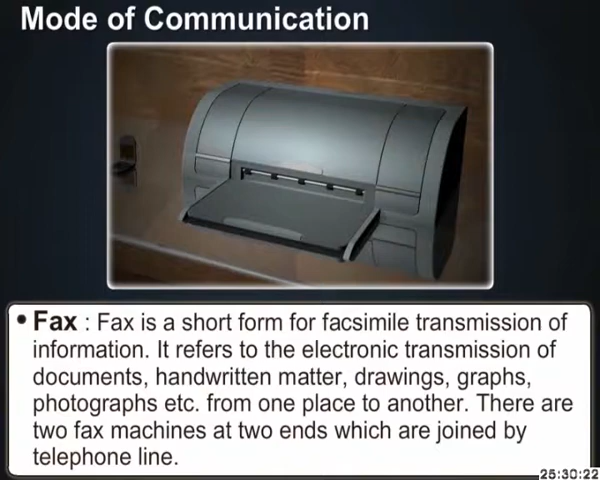 Mode of Communication
• Fax : Fax is a short form for facsimile transmission of
information. It refers to the electronic transmission of
documents, handwritten matter, drawings, graphs,
photographs etc. from one place to another. There are
two fax machines at two ends which are joined by
telephone line.
25:30:22